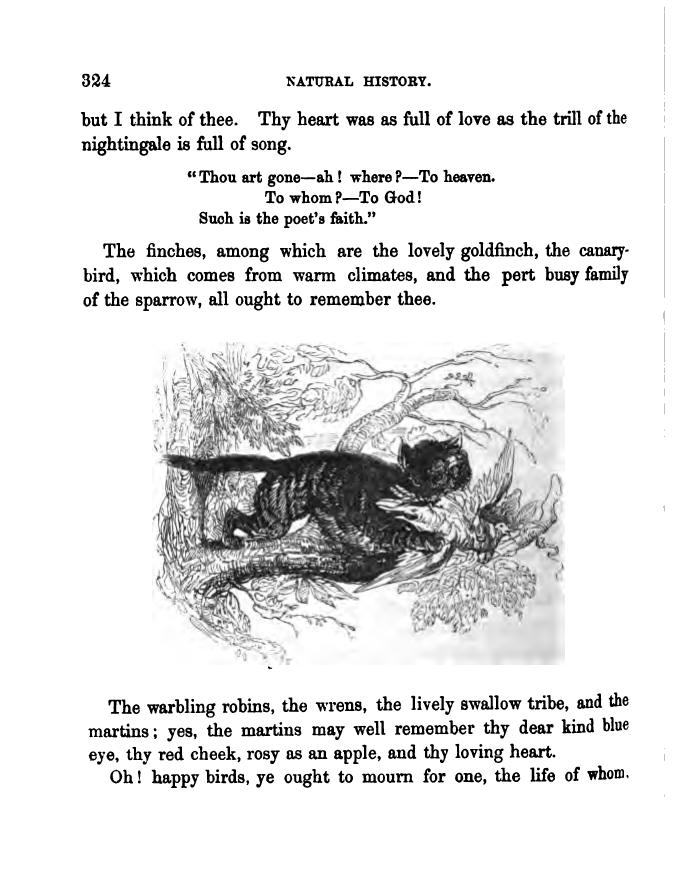 324 NATURAL HISTORY.
but I think of thee. Thy heart was as full of love as the trill of the
nightingale is full of song.
"Thou art gone—ah! where?—To heaven.
To whom?—To God!
Such is the poet's faith."
The finches, among which are the lovely goldfinch, the canary-
bird, which comes from warm climates, and the pert busy family
of the sparrow, all ought to remember thee.
The warbling robins, the wrens, the lively swallow tribe, and the
martins; yes, the martins may well remember thy dear kind blue
eye, thy red cheek, rosy as an apple, and thy loving heart.
Oh! happy birds, ye ought to mourn for one, the life of whom,